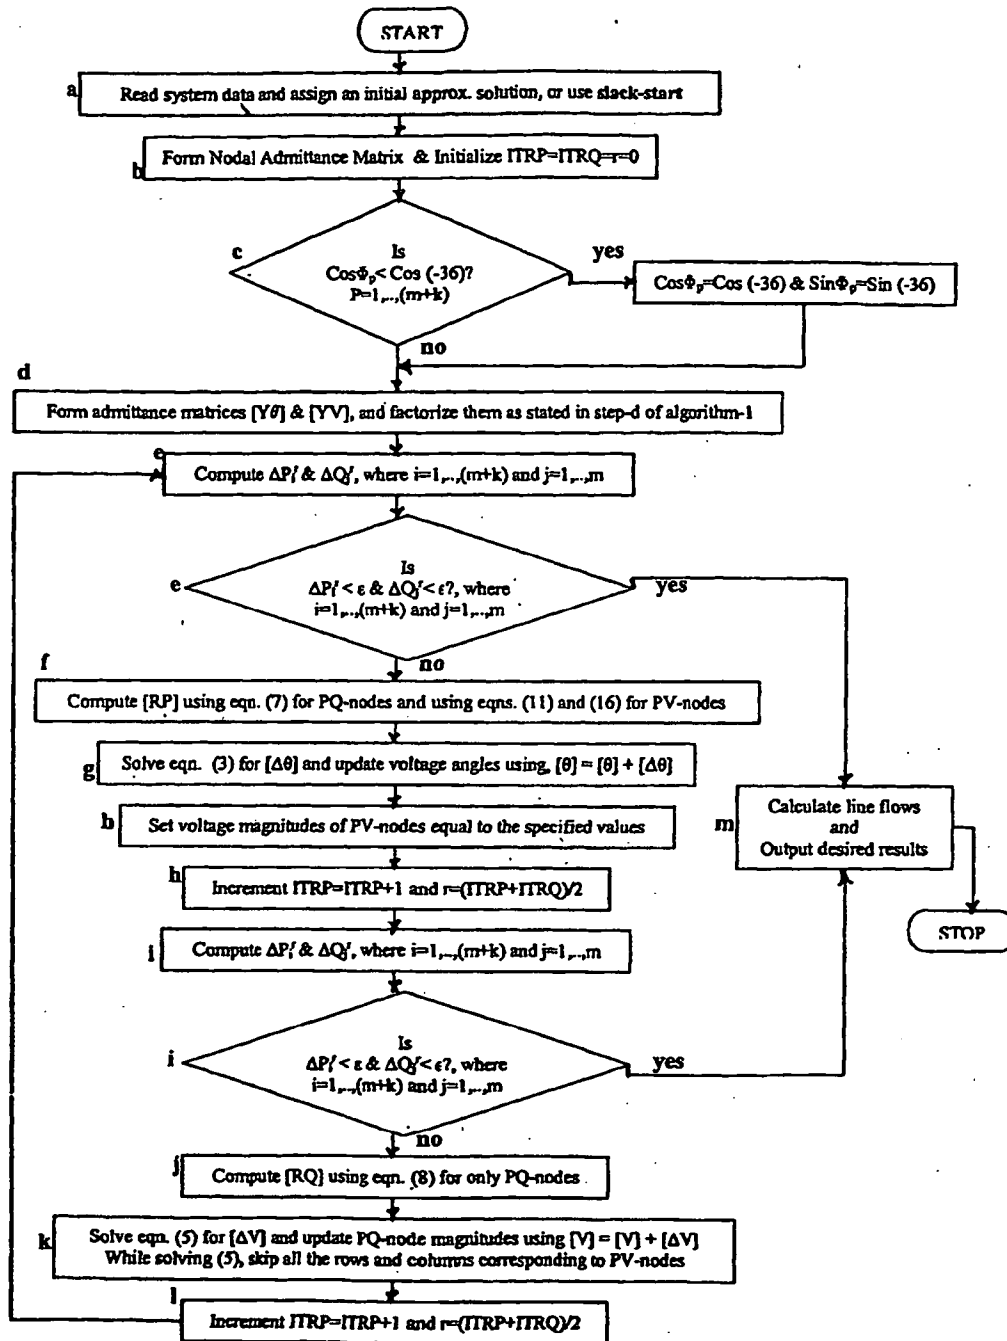 START
a
Read system data and assign an initial approx. solution, or use slack-start
b
Form Nodal Admittance Matrix & Initialize ITRP=ITRQ=r=0
c
Is
CosΦp < Cos (-36)?
P=1,..,(m+k)
yes
CosΦp=Cos (-36) & SinΦp=Sin (-36)
no
d
Form admittance matrices [Yθ] & [YV], and factorize them as stated in step-d of algorithm-1
e
Compute ΔPᵢʳ & ΔQⱼʳ, where i=1,..,(m+k) and j=1,..,m
e
Is
ΔPᵢʳ < ε & ΔQⱼʳ < ε?, where
i=1,..,(m+k) and j=1,..,m
yes
no
f
Compute [RP] using eqn. (7) for PQ-nodes and using eqns. (11) and (16) for PV-nodes
g
Solve eqn. (3) for [Δθ] and update voltage angles using, [θ] = [θ] + [Δθ]
b
Set voltage magnitudes of PV-nodes equal to the specified values
h
Increment ITRP=ITRP+1 and r=(ITRP+ITRQ)/2
i
Compute ΔPᵢʳ & ΔQⱼʳ, where i=1,..,(m+k) and j=1,..,m
i
Is
ΔPᵢʳ < ε & ΔQⱼʳ < ε?, where
i=1,..,(m+k) and j=1,..,m
yes
no
j
Compute [RQ] using eqn. (8) for only PQ-nodes
k
Solve eqn. (5) for [ΔV] and update PQ-node magnitudes using [V] = [V] + [ΔV]
While solving (5), skip all the rows and columns corresponding to PV-nodes
l
Increment ITRP=ITRP+1 and r=(ITRP+ITRQ)/2
m
Calculate line flows
and
Output desired results
STOP